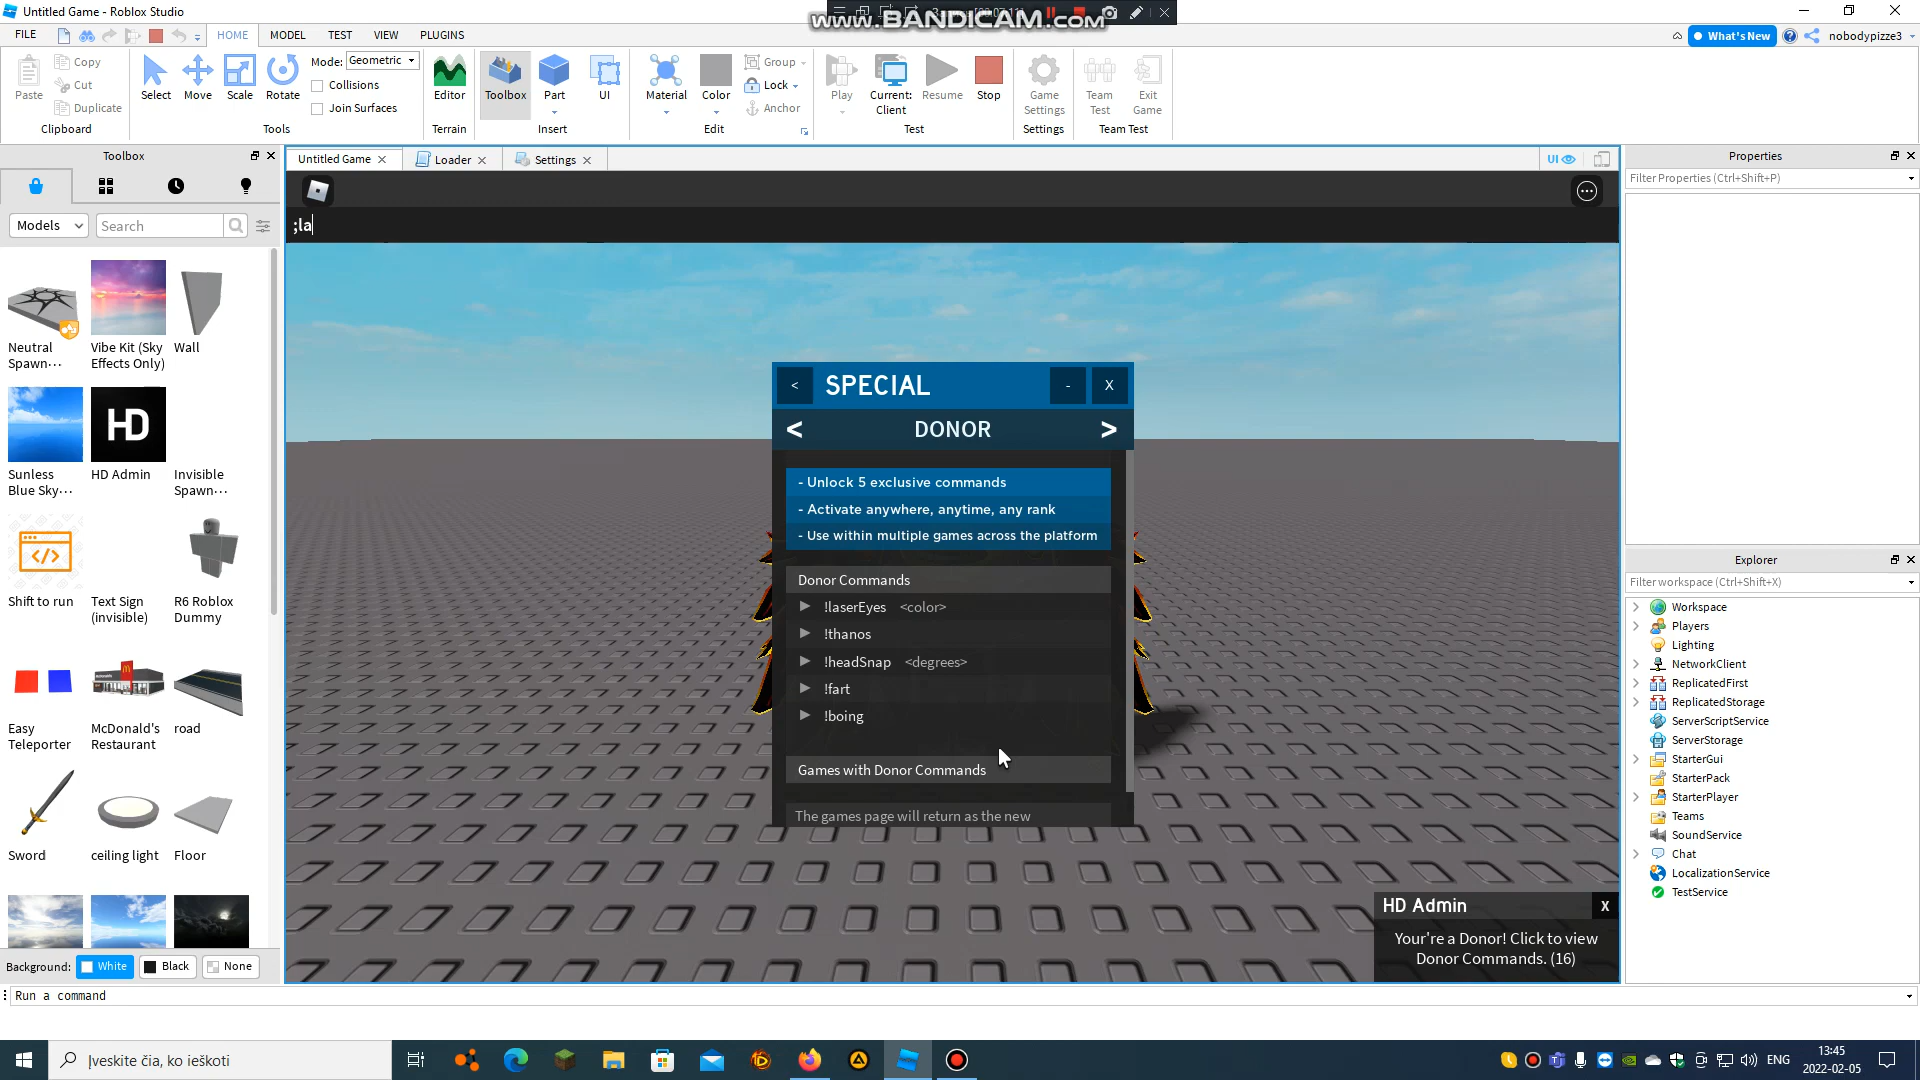 Untitled Game - Roblox Studio
www.BANDICAM.com
FILE
HOME
MODEL
TEST
VIEW
PLUGINS
What's New
nobodypizze3
Paste
Copy
Cut
Duplicate
Clipboard
Select
Move
Scale
Rotate
Mode: Geometric
Collisions
Join Surfaces
Tools
Editor
Terrain
Toolbox
Part
UI
Insert
Material
Color
Group
Lock
Anchor
Edit
Play
Current:
Client
Resume
Stop
Test
Game
Settings
Settings
Team
Test
Exit
Game
Team Test
Toolbox
Models
Search
Neutral
Spawn...
Vibe Kit (Sky
Effects Only)
Wall
Sunless
Blue Sky...
HD
HD Admin
Invisible
Spawn...
Shift to run
Text Sign
(invisible)
R6 Roblox
Dummy
Easy
Teleporter
McDonald's
Restaurant
road
Sword
ceiling light
Floor
Background:
White
Black
None
Run a command
Untitled Game
Loader
Settings
UI
;la
< SPECIAL - X
< DONOR >
- Unlock 5 exclusive commands
- Activate anywhere, anytime, any rank
- Use within multiple games across the platform
Donor Commands
!laserEyes <color>
!thanos
!headSnap <degrees>
!fart
!boing
Games with Donor Commands
The games page will return as the new
HD Admin X
Your're a Donor! Click to view
Donor Commands. (16)
Properties
Filter Properties (Ctrl+Shift+P)
Explorer
Filter workspace (Ctrl+Shift+X)
Workspace
Players
Lighting
NetworkClient
ReplicatedFirst
ReplicatedStorage
ServerScriptService
ServerStorage
StarterGui
StarterPack
StarterPlayer
Teams
SoundService
Chat
LocalizationService
TestService
Įveskite čia, ko ieškoti
ENG
13:45
2022-02-05